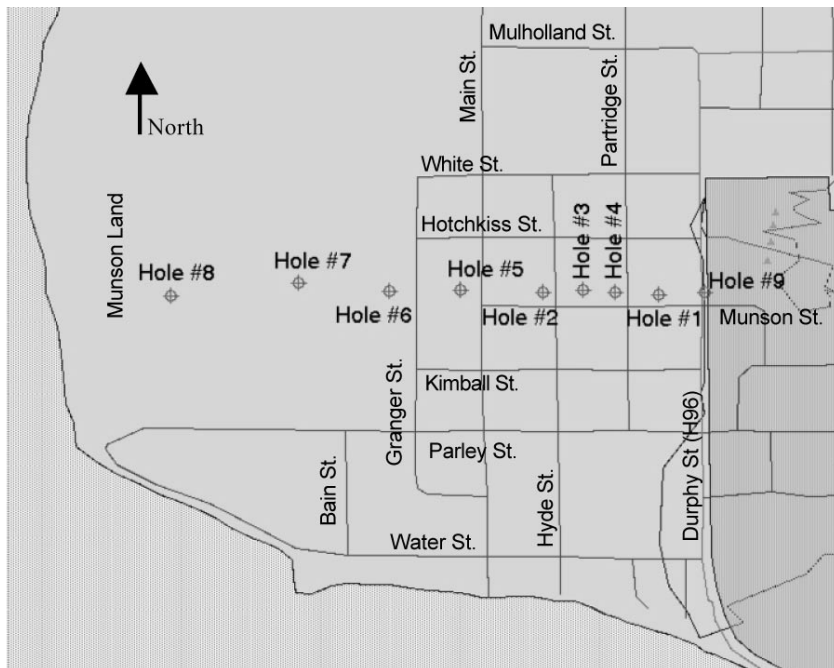 Mulholland St.
Main St.
Partridge St.
North
White St.
Munson Land
Hotchkiss St.
Hole #3
Hole #4
Hole #8
Hole #7
Hole #5
Hole #9
Hole #6
Hole #2
Hole #1
Munson St.
Granger St.
Kimball St.
Durphy St (H96)
Parley St.
Bain St.
Hyde St.
Water St.